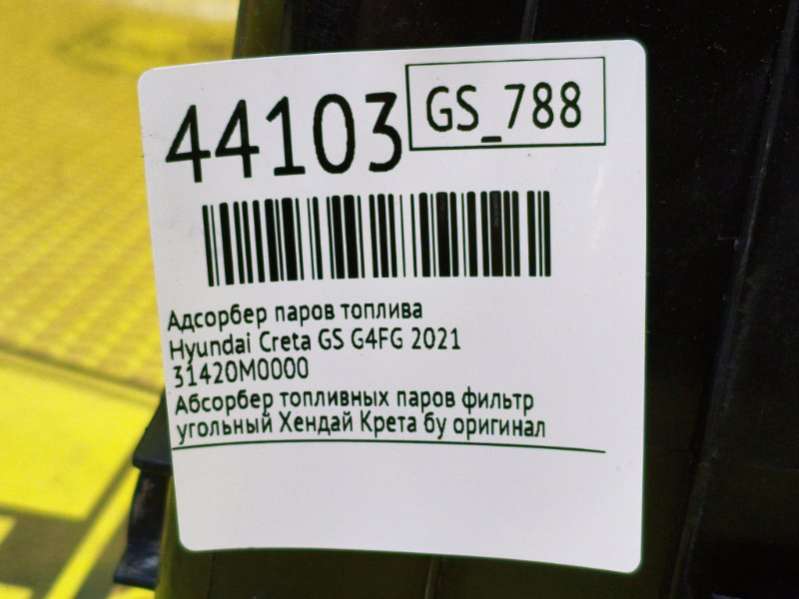 44103
GS_788
Адсорбер паров топлива
Hyundai Creta GS G4FG 2021
31420M0000
Абсорбер топливных паров фильтр
угольный Хендай Крета бу оригинал